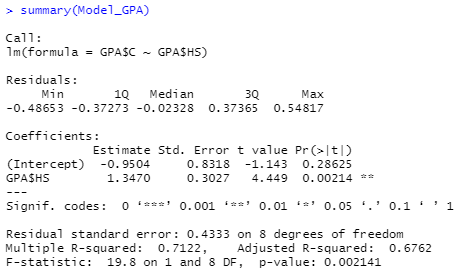 > summary(Model_GPA)
Call:
lm(formula = GPA$C ~ GPA$HS)
Residuals:
Min 1Q Median 3Q Max
-0.48653 -0.37273 -0.02328 0.37365 0.54817
Coefficients:
Estimate Std. Error t value Pr(>|t|)
(Intercept) -0.9504 0.8318 -1.143 0.28625
GPA$HS 1.3470 0.3027 4.449 0.00214 **
---
Signif. codes: 0 ‘***’ 0.001 ‘**’ 0.01 ‘*’ 0.05 ‘.’ 0.1 ‘ ’ 1
Residual standard error: 0.4333 on 8 degrees of freedom
Multiple R-squared: 0.7122, Adjusted R-squared: 0.6762
F-statistic: 19.8 on 1 and 8 DF, p-value: 0.002141